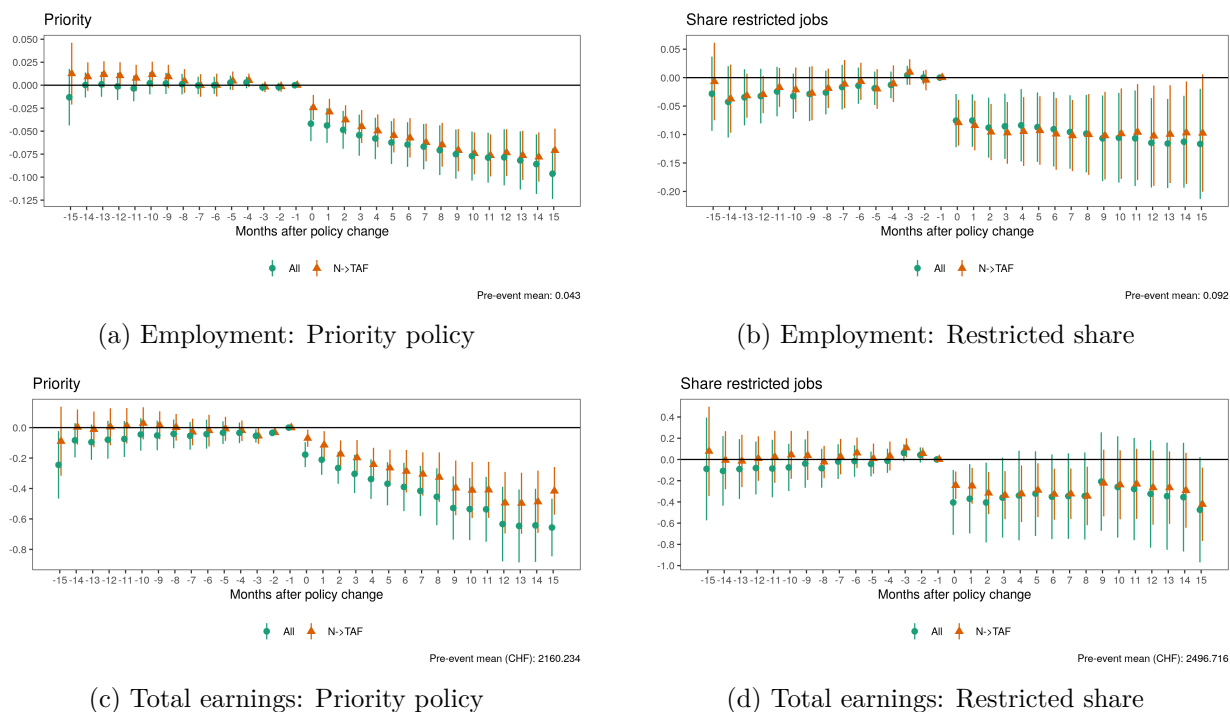 Priority
0.050
0.025
0.000
-0.025
-0.050
-0.075
-0.100
-0.125
-15 -14 -13 -12 -11 -10 -9 -8 -7 -6 -5 -4 -3 -2 -1 0 1 2 3 4 5 6 7 8 9 10 11 12 13 14 15
Months after policy change
All N->TAF
Pre-event mean: 0.043
(a) Employment: Priority policy
Share restricted jobs
0.05
0.00
-0.05
-0.10
-0.15
-0.20
-15 -14 -13 -12 -11 -10 -9 -8 -7 -6 -5 -4 -3 -2 -1 0 1 2 3 4 5 6 7 8 9 10 11 12 13 14 15
Months after policy change
All N->TAF
Pre-event mean: 0.092
(b) Employment: Restricted share
Priority
0.0
-0.2
-0.4
-0.6
-0.8
-15 -14 -13 -12 -11 -10 -9 -8 -7 -6 -5 -4 -3 -2 -1 0 1 2 3 4 5 6 7 8 9 10 11 12 13 14 15
Months after policy change
All N->TAF
Pre-event mean (CHF): 2160.234
(c) Total earnings: Priority policy
Share restricted jobs
0.4
0.2
0.0
-0.2
-0.4
-0.6
-0.8
-1.0
-15 -14 -13 -12 -11 -10 -9 -8 -7 -6 -5 -4 -3 -2 -1 0 1 2 3 4 5 6 7 8 9 10 11 12 13 14 15
Months after policy change
All N->TAF
Pre-event mean (CHF): 2496.716
(d) Total earnings: Restricted share